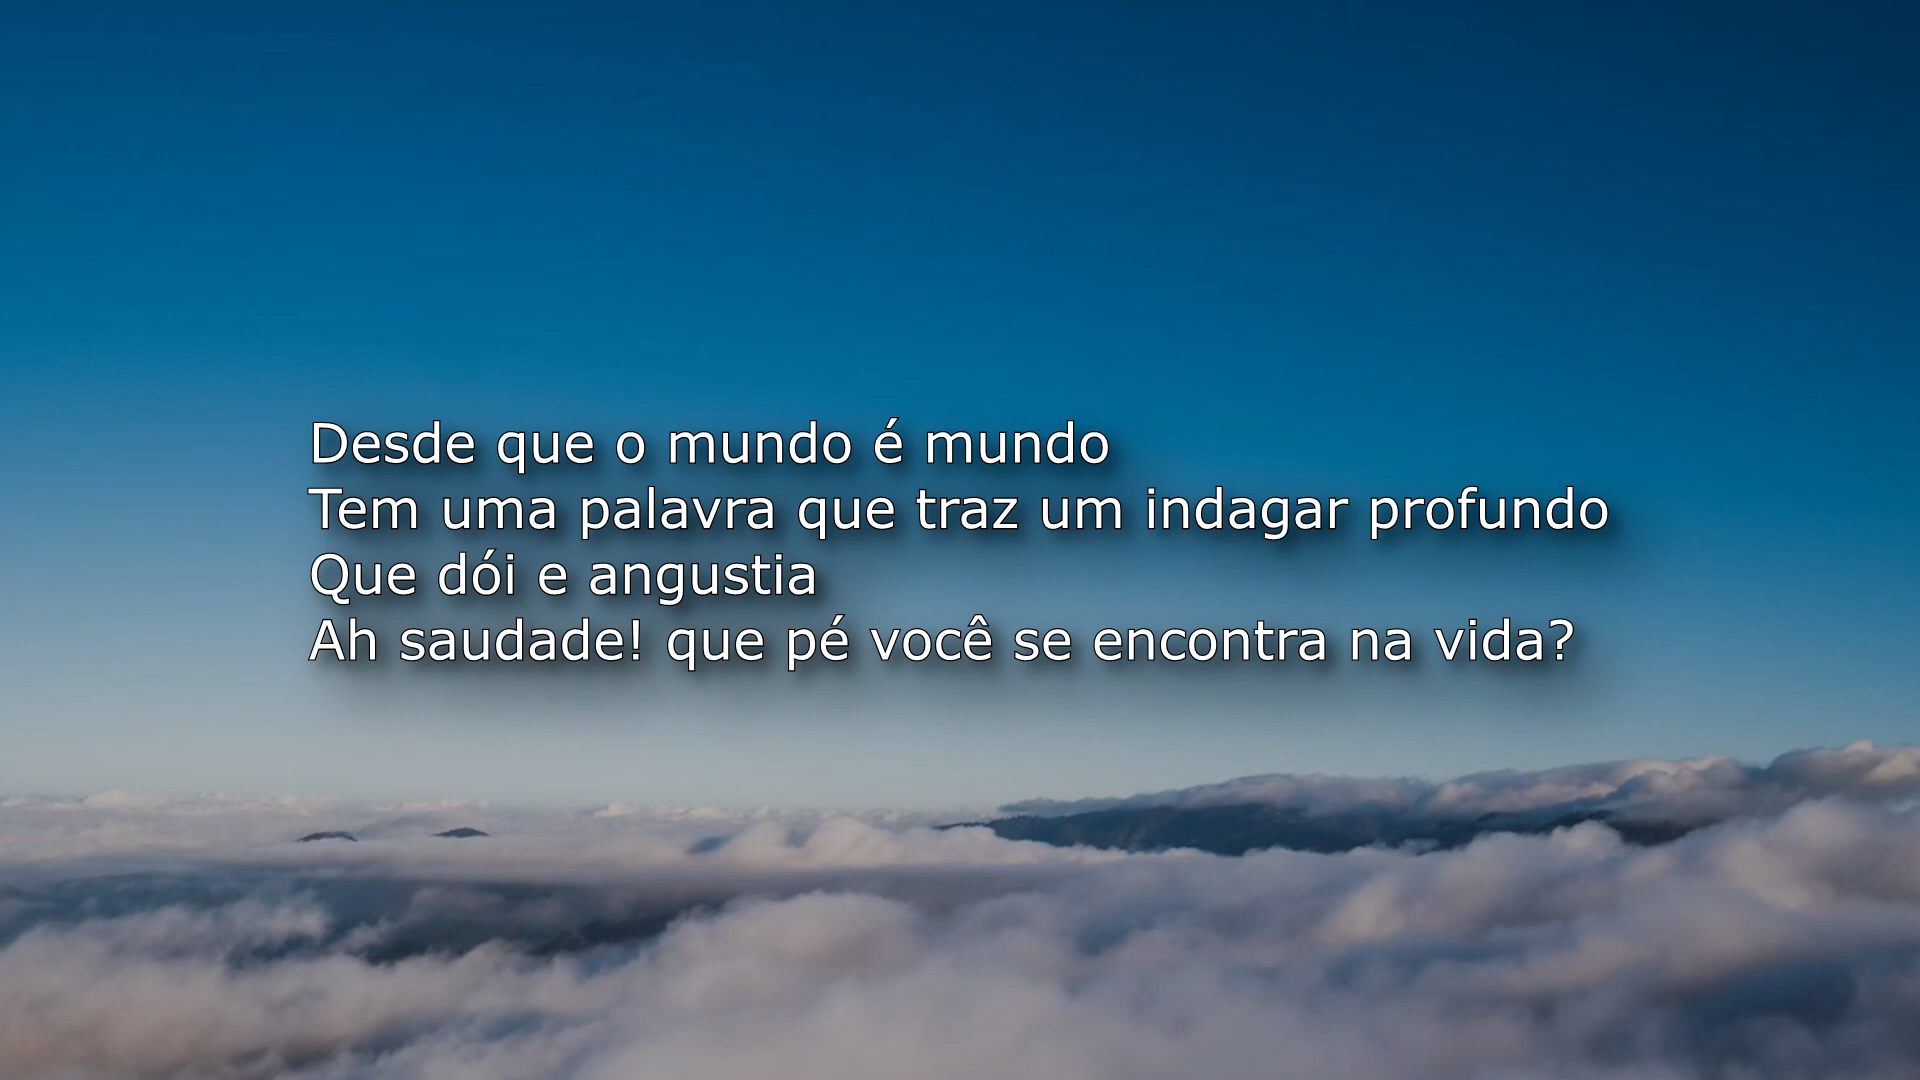 Desde que o mundo é mundo
Tem uma palavra que traz um indagar profundo
Que dói e angustia
Ah saudade! que pé você se encontra na vida?